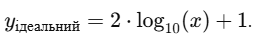 yідеальний = 2 · log10(x) + 1.